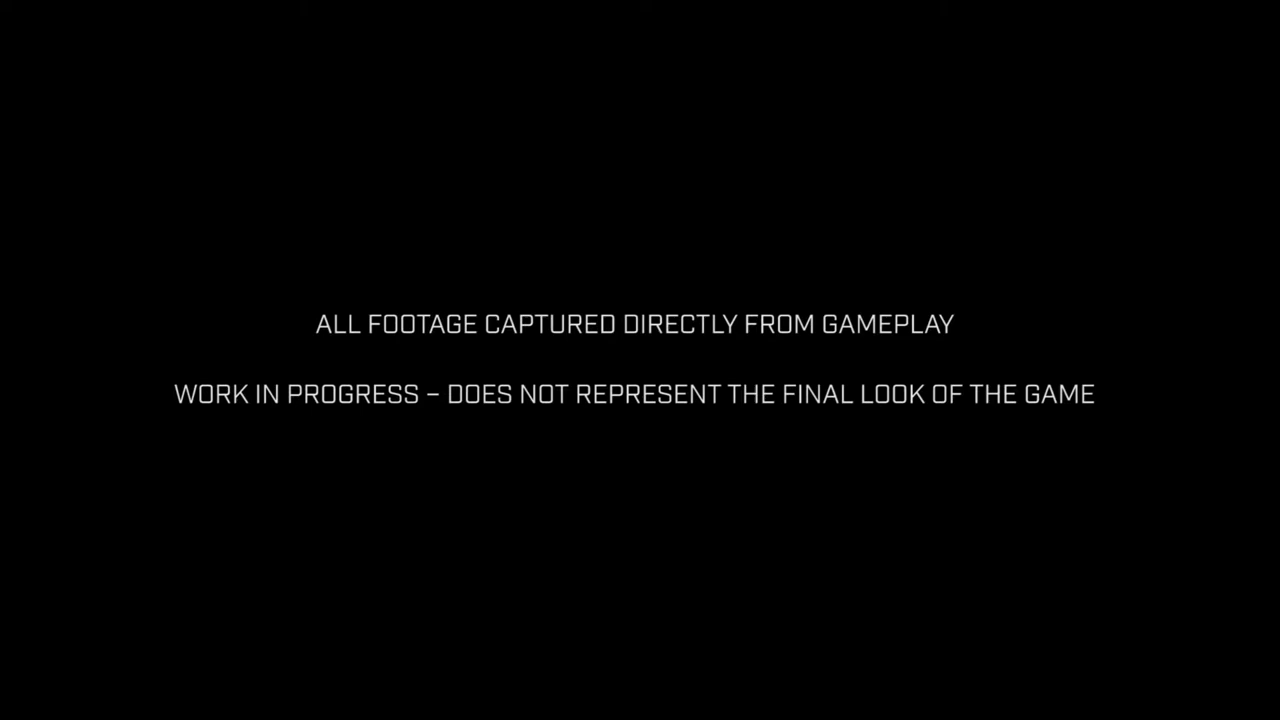 ALL FOOTAGE CAPTURED DIRECTLY FROM GAMEPLAY
WORK IN PROGRESS – DOES NOT REPRESENT THE FINAL LOOK OF THE GAME